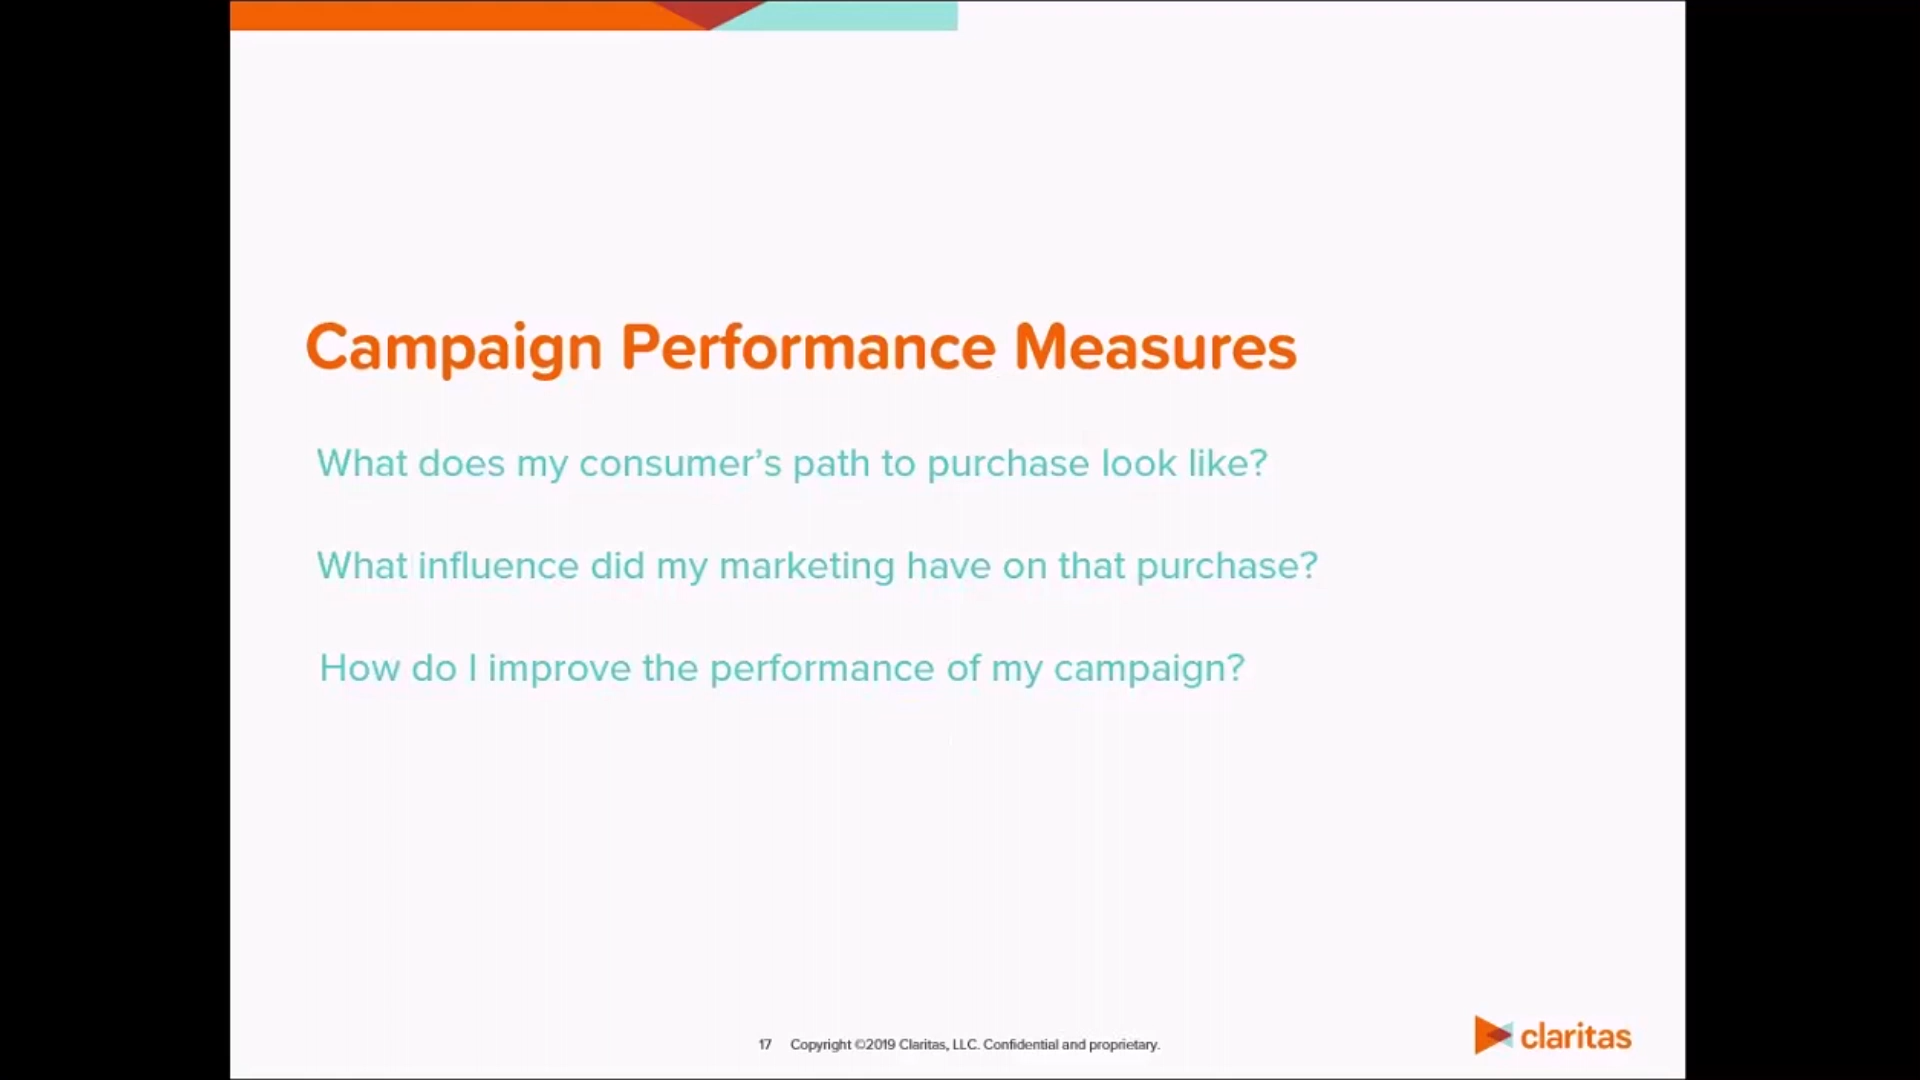 Campaign Performance Measures
What does my consumer’s path to purchase look like?
What influence did my marketing have on that purchase?
How do I improve the performance of my campaign?
17 Copyright ©2019 Claritas, LLC. Confidential and proprietary.
claritas